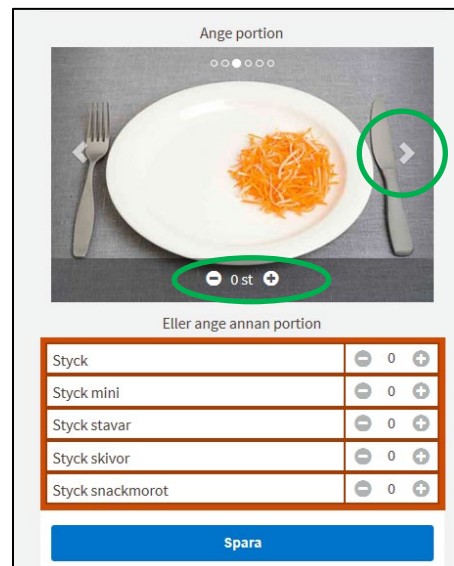 Ange portion
0 st
Eller ange annan portion
Styck 0
Styck mini 0
Styck stavar 0
Styck skivor 0
Styck snackmorot 0
Spara